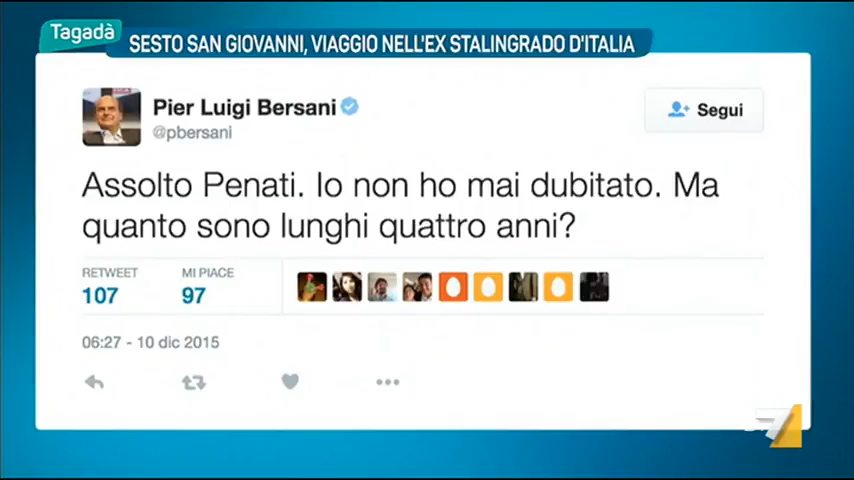 Tagadà
SESTO SAN GIOVANNI, VIAGGIO NELL'EX STALINGRADO D'ITALIA
Pier Luigi Bersani
@pbersani
Segui
Assolto Penati. Io non ho mai dubitato. Ma
quanto sono lunghi quattro anni?
RETWEET
MI PIACE
107
97
06:27 - 10 dic 2015
7